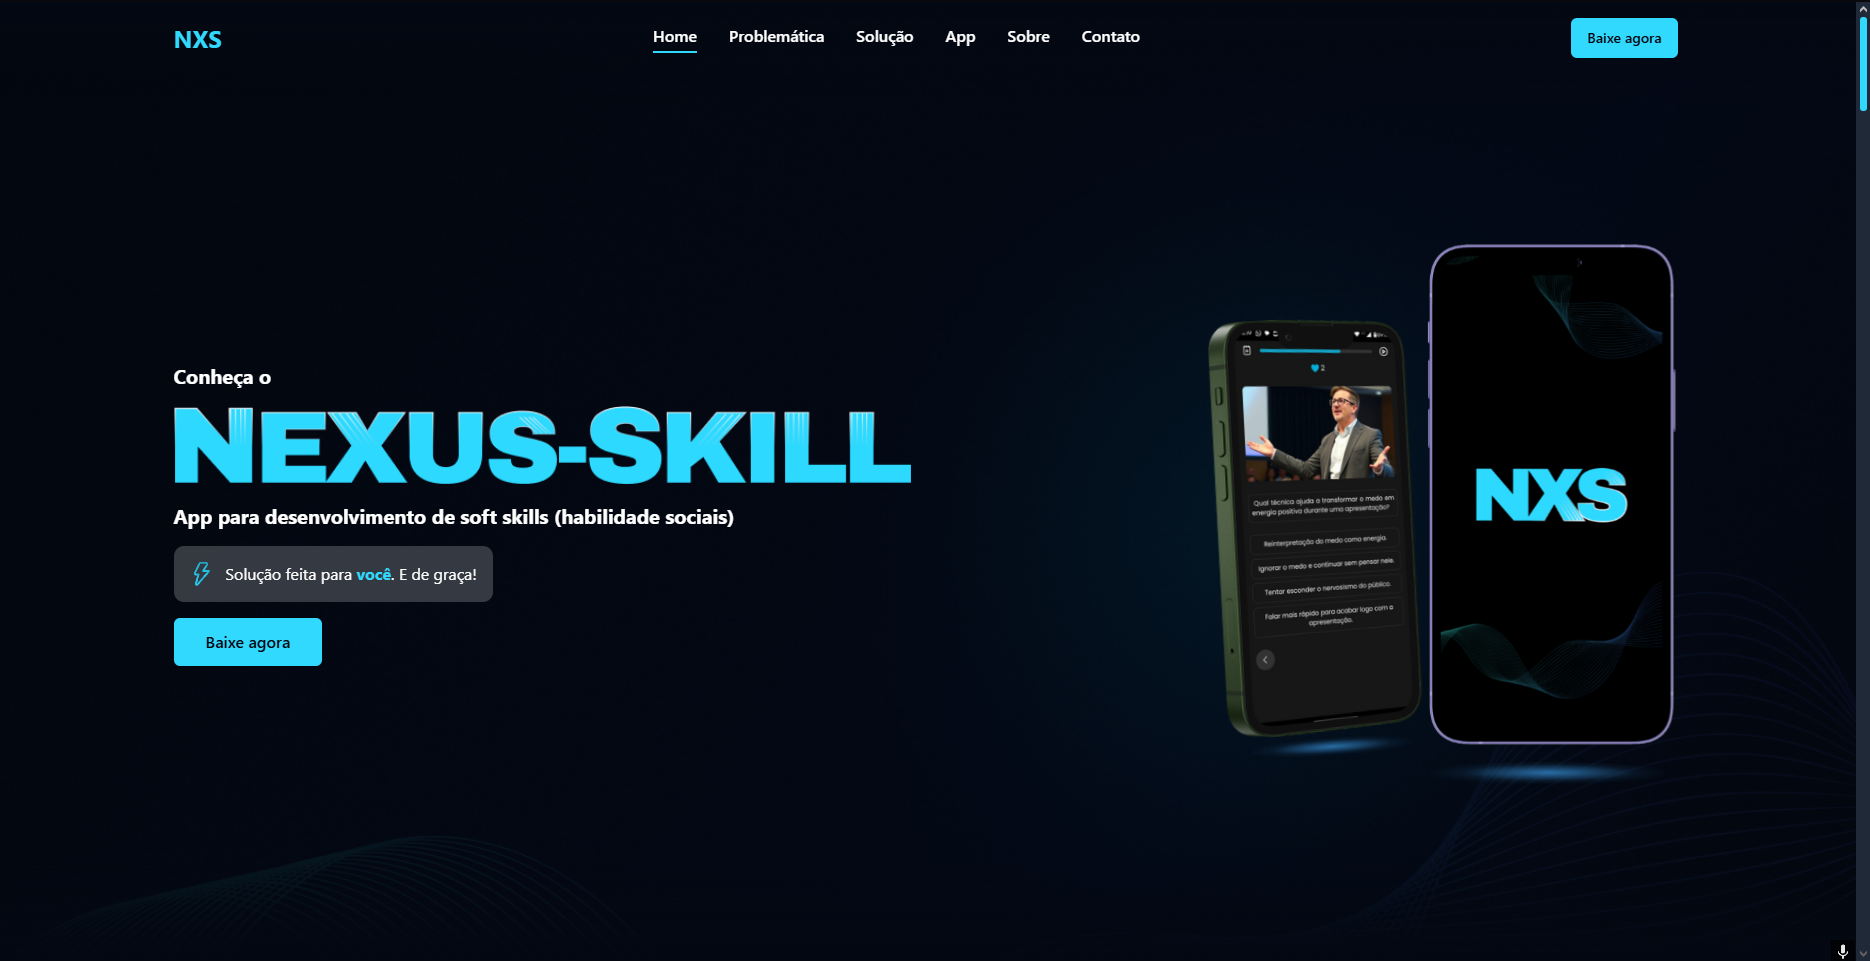 NXS
Home
Problemática
Solução
App
Sobre
Contato
Baixe agora
Conheça o
NEXUS-SKILL
App para desenvolvimento de soft skills (habilidade sociais)
Solução feita para você. E de graça!
Baixe agora
2
Qual técnica ajuda a transformar o medo em
energia positiva durante uma apresentação?
Reinterpretação do medo como energia.
Ignorar o medo e continuar sem pensar nele.
Tentar esconder o nervosismo do público.
Falar mais rápido para acabar logo com a
apresentação.
NXS